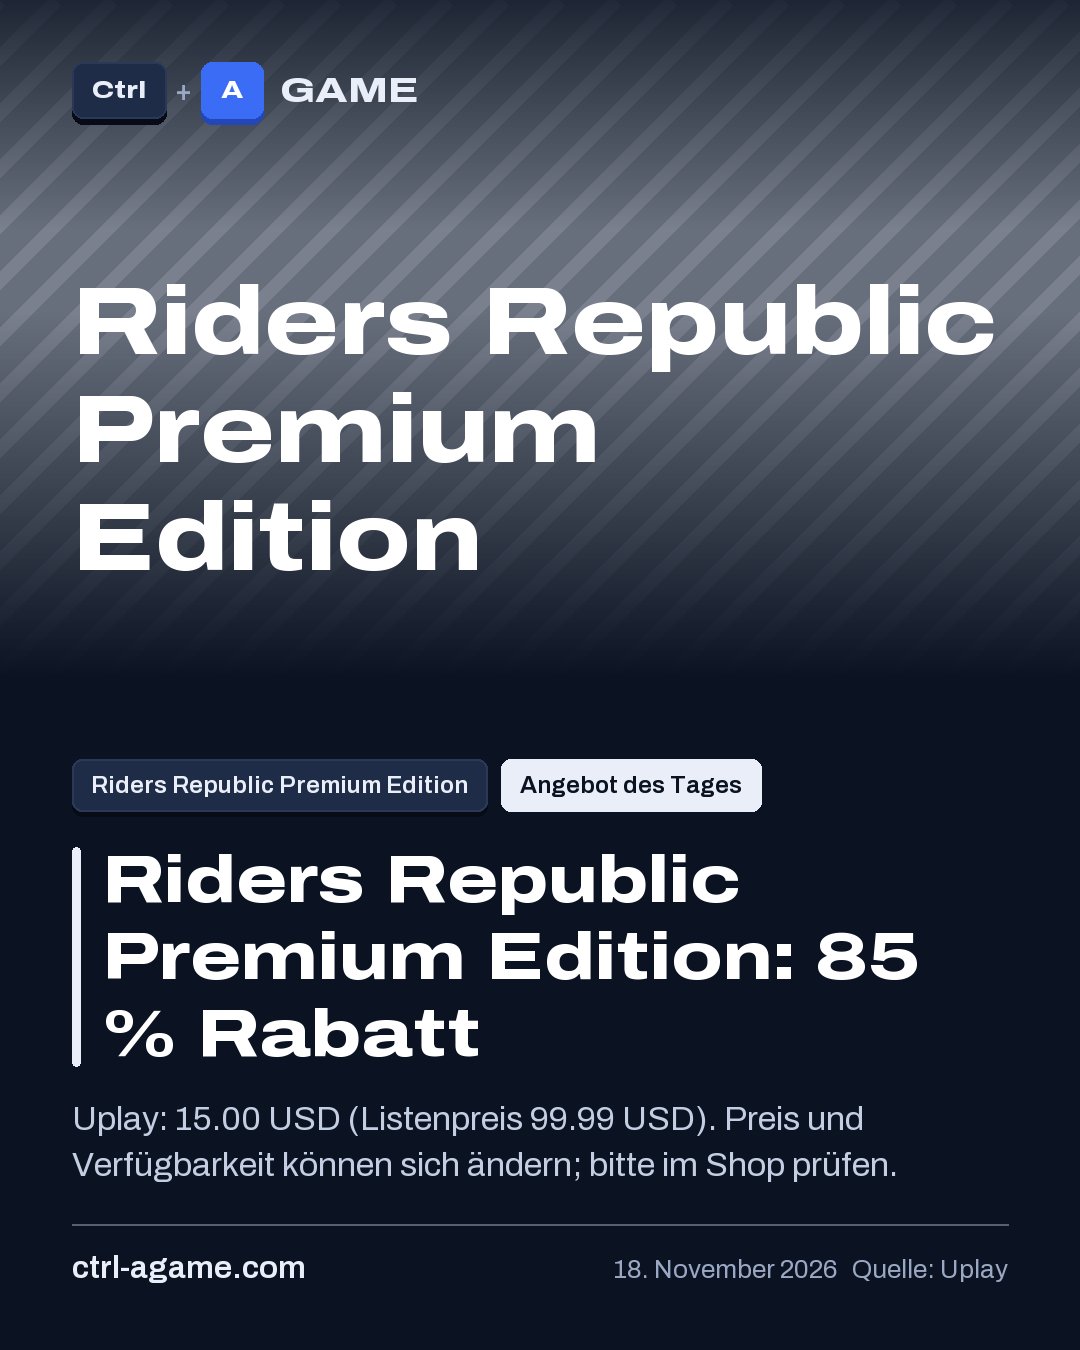 Ctrl + A GAME
Riders Republic
Premium
Edition
Riders Republic Premium Edition Angebot des Tages
Riders Republic
Premium Edition: 85
% Rabatt
Uplay: 15.00 USD (Listenpreis 99.99 USD). Preis und
Verfügbarkeit können sich ändern; bitte im Shop prüfen.
ctrl-agame.com 18. November 2026 Quelle: Uplay